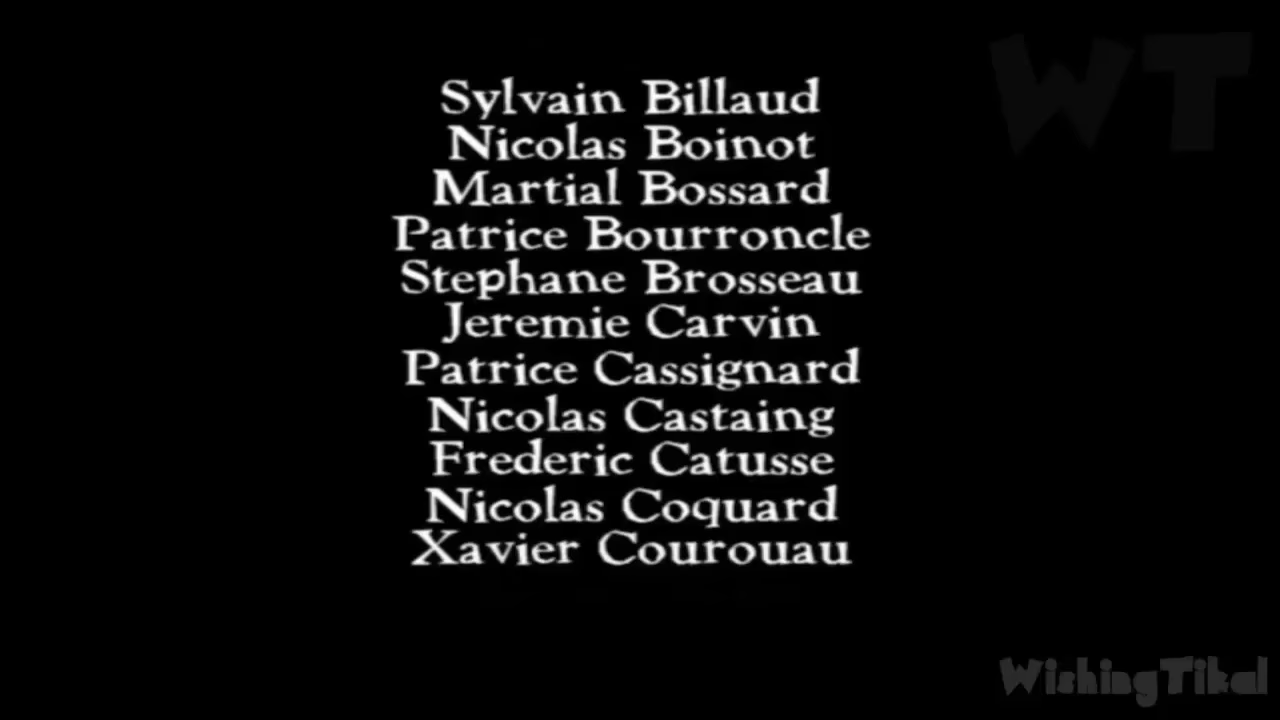 WT
Sylvain Billaud
Nicolas Boinot
Martial Bossard
Patrice Bourroncle
Stephane Brosseau
Jeremie Carvin
Patrice Cassignard
Nicolas Castaing
Frederic Catusse
Nicolas Coquard
Xavier Courouau
WishingTikal